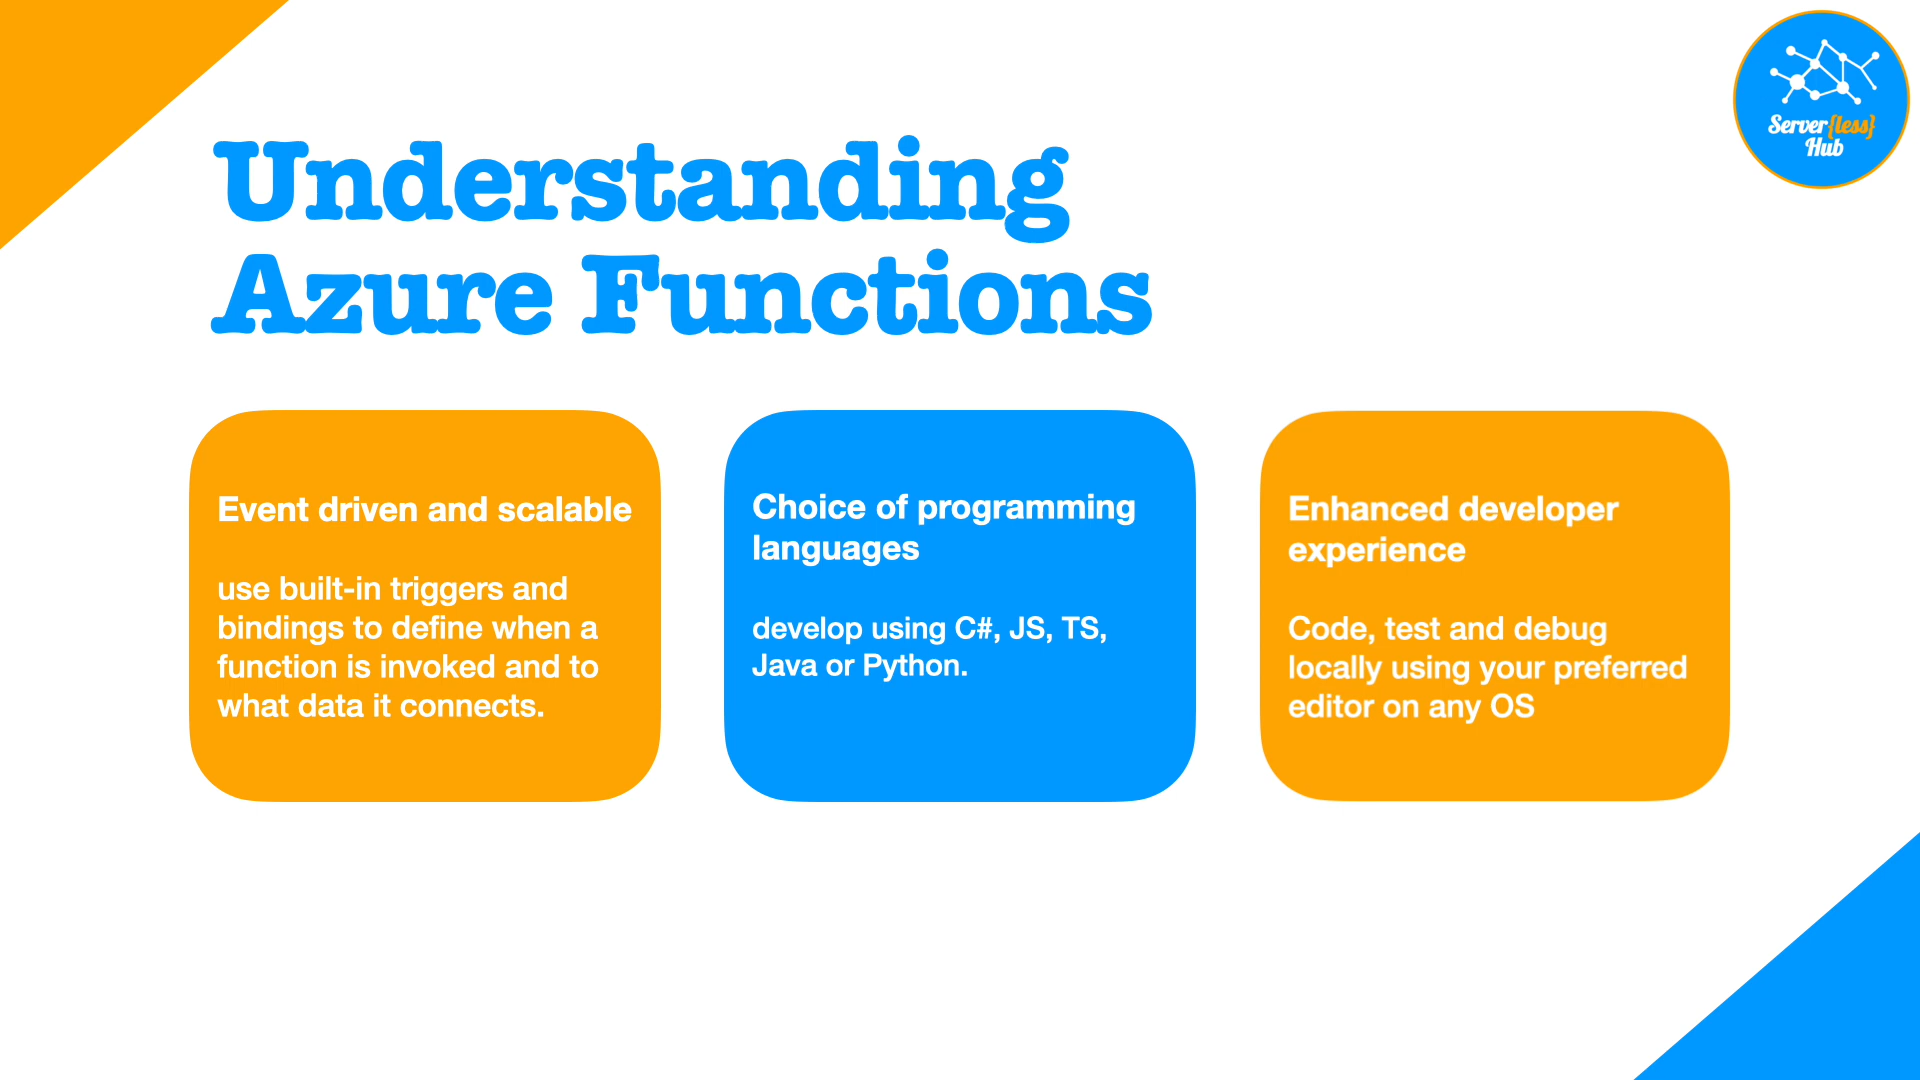 Server{less}
Hub
Understanding
Azure Functions
Event driven and scalable
use built-in triggers and
bindings to define when a
function is invoked and to
what data it connects.
Choice of programming
languages
develop using C#, JS, TS,
Java or Python.
Enhanced developer
experience
Code, test and debug
locally using your preferred
editor on any OS